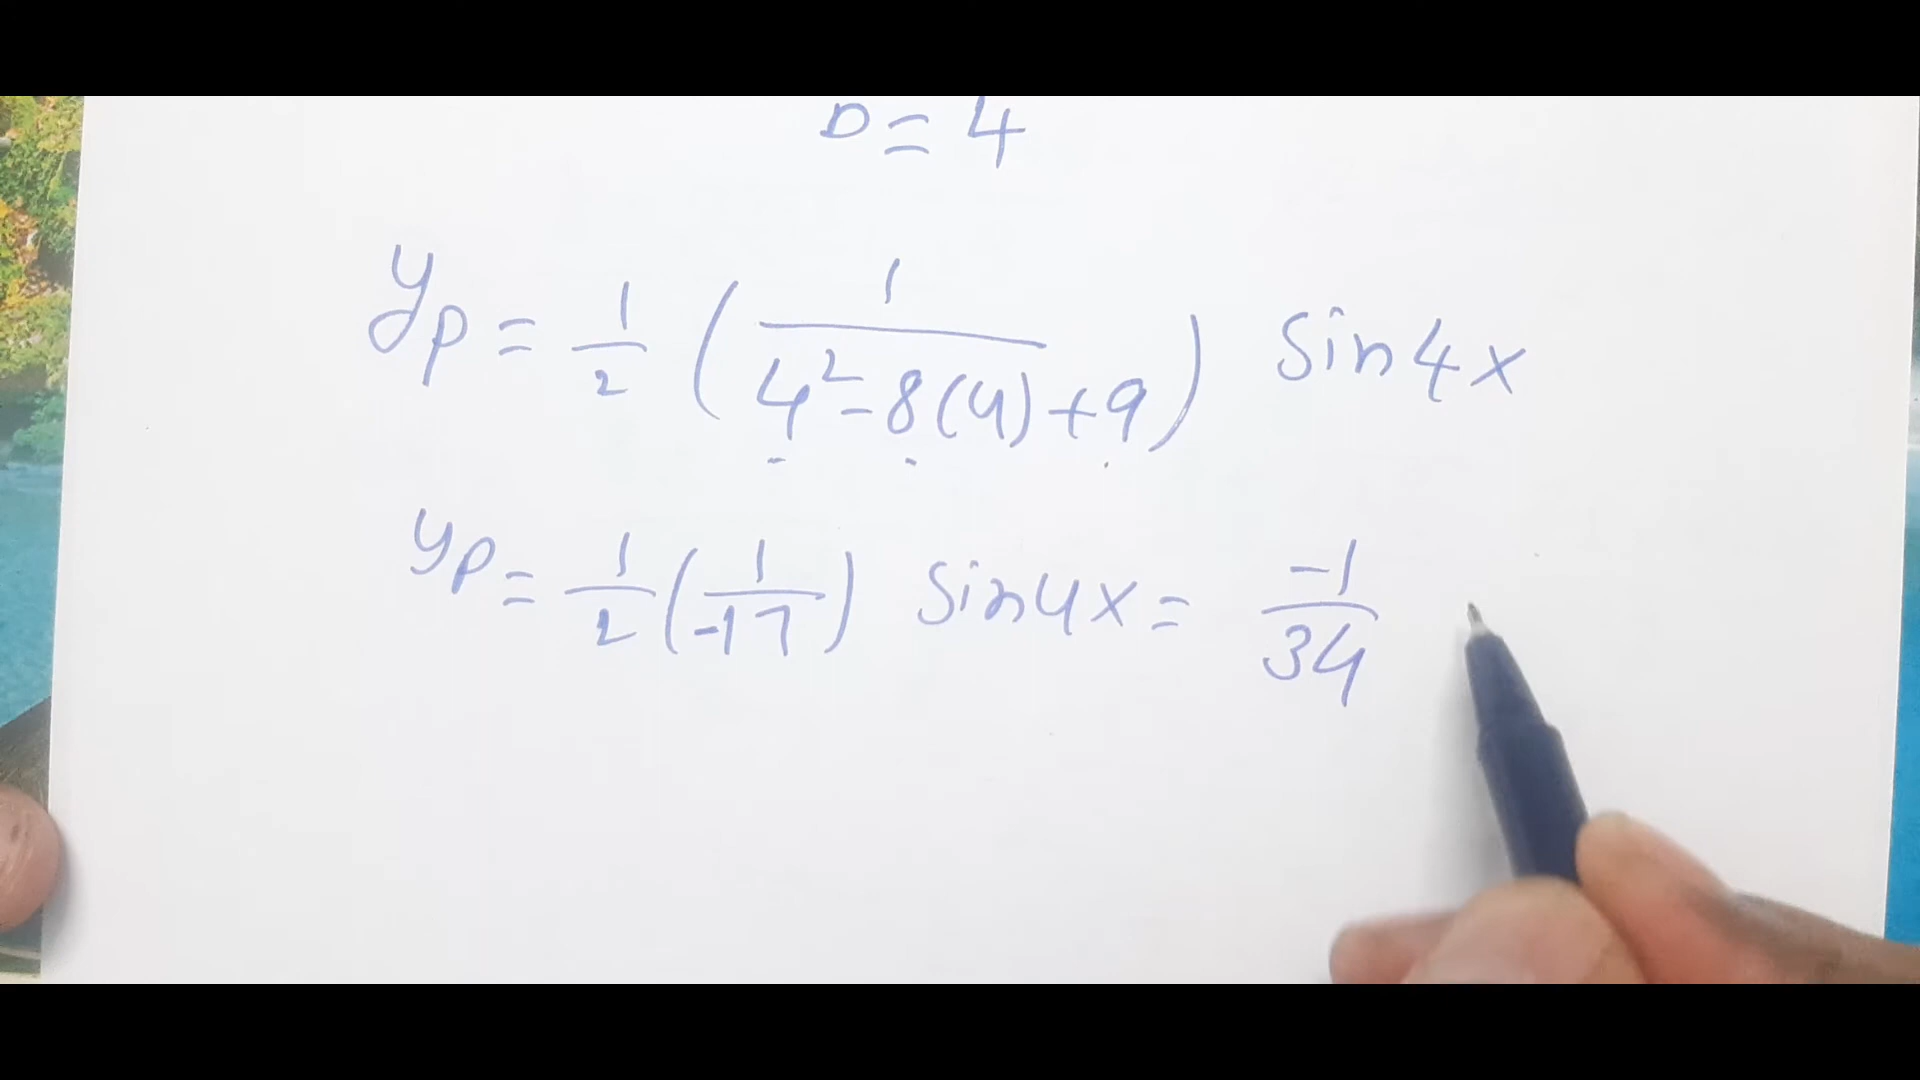 D = 4
yp = 1/2 ( 1/(4² - 8(4) + 9) ) Sin4x
yp = 1/2 ( 1/-17 ) Sin4x = -1/34